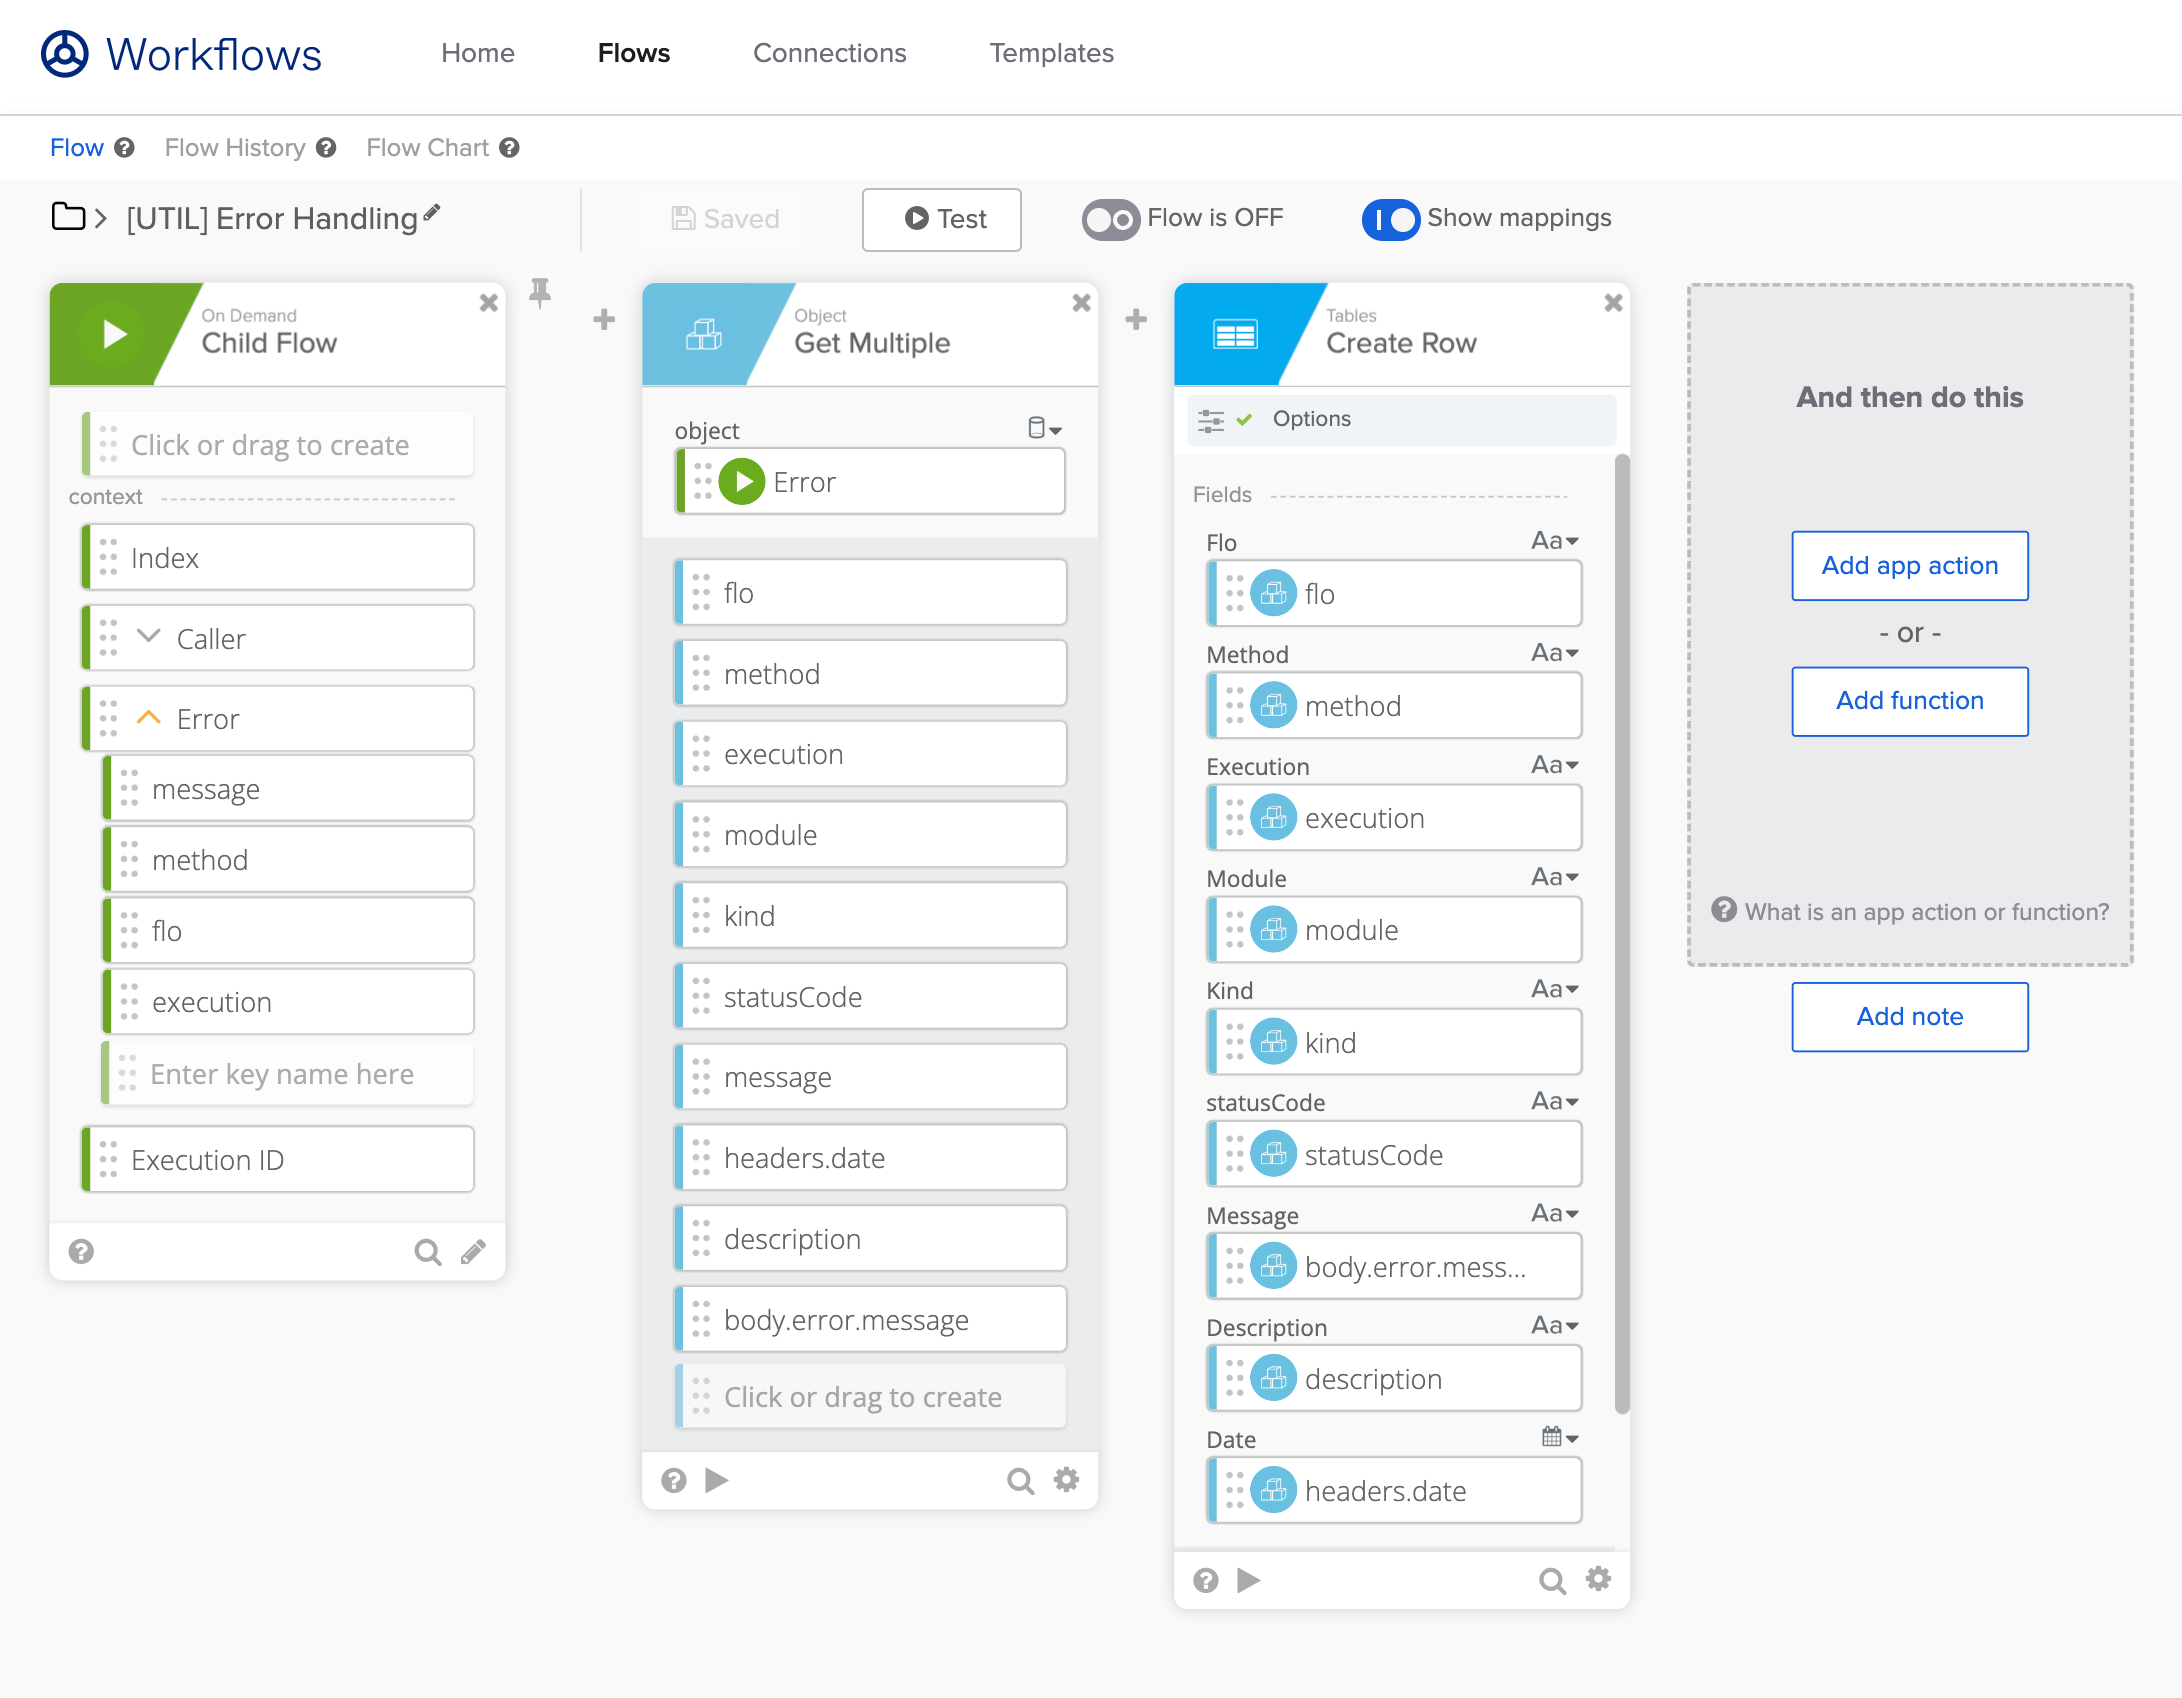 Workflows
Home
Flows
Connections
Templates
Flow
Flow History
Flow Chart
[UTIL] Error Handling
Saved
Test
Flow is OFF
Show mappings
On Demand
Child Flow
Click or drag to create
context
Index
Caller
Error
message
method
flo
execution
Enter key name here
Execution ID
Object
Get Multiple
object
Error
flo
method
execution
module
kind
statusCode
message
headers.date
description
body.error.message
Click or drag to create
Tables
Create Row
Options
Fields
Flo Aa
flo
Method Aa
method
Execution Aa
execution
Module Aa
module
Kind Aa
kind
statusCode Aa
statusCode
Message Aa
body.error.mess...
Description Aa
description
Date
headers.date
And then do this
Add app action
- or -
Add function
What is an app action or function?
Add note